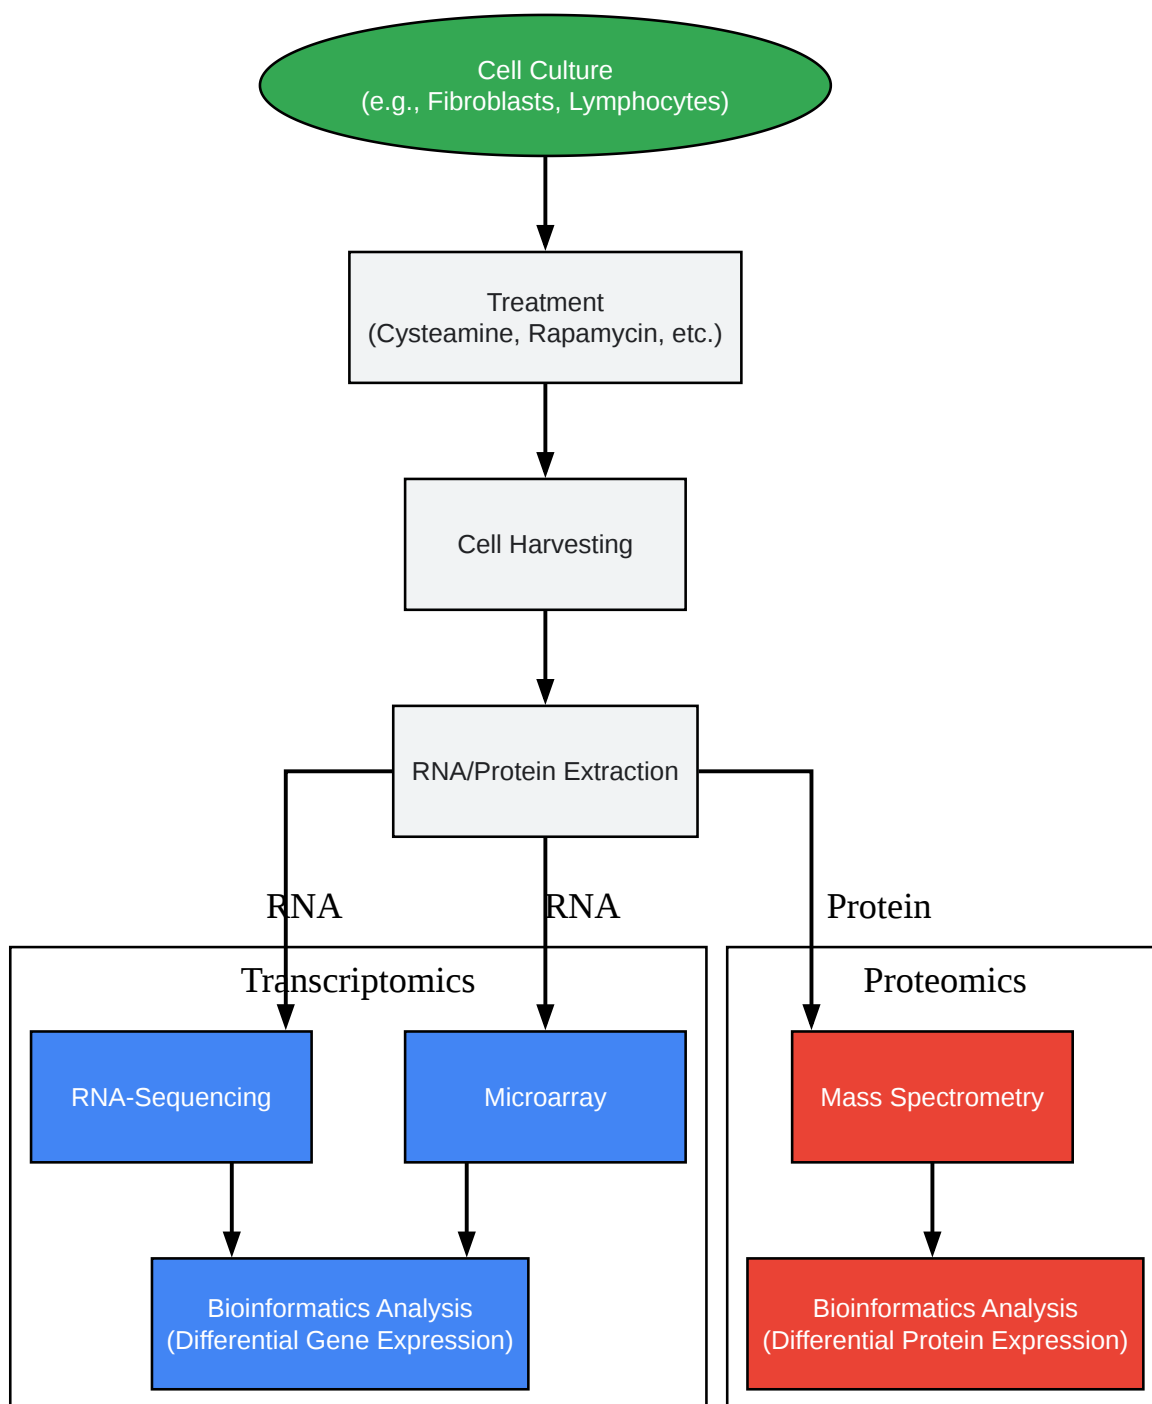 Cell Culture
(e.g., Fibroblasts, Lymphocytes)
Treatment
(Cysteamine, Rapamycin, etc.)
Cell Harvesting
RNA/Protein Extraction
RNA
RNA
Protein
Transcriptomics
Proteomics
RNA-Sequencing
Microarray
Mass Spectrometry
Bioinformatics Analysis
(Differential Gene Expression)
Bioinformatics Analysis
(Differential Protein Expression)